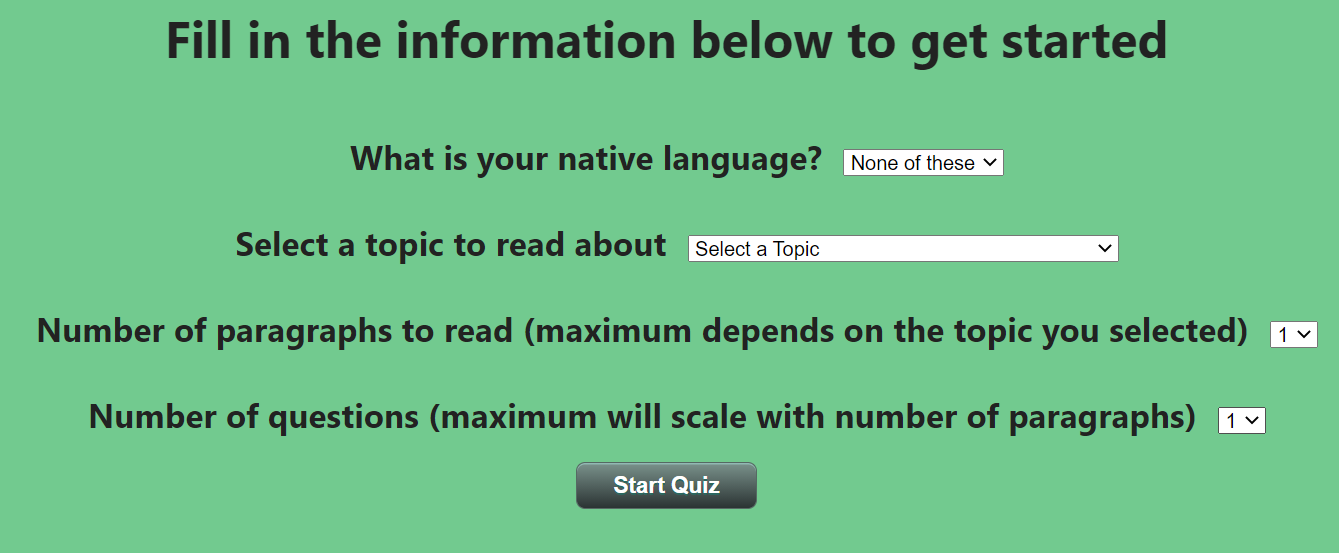 Fill in the information below to get started
What is your native language? None of these
Select a topic to read about Select a Topic
Number of paragraphs to read (maximum depends on the topic you selected) 1
Number of questions (maximum will scale with number of paragraphs) 1
Start Quiz